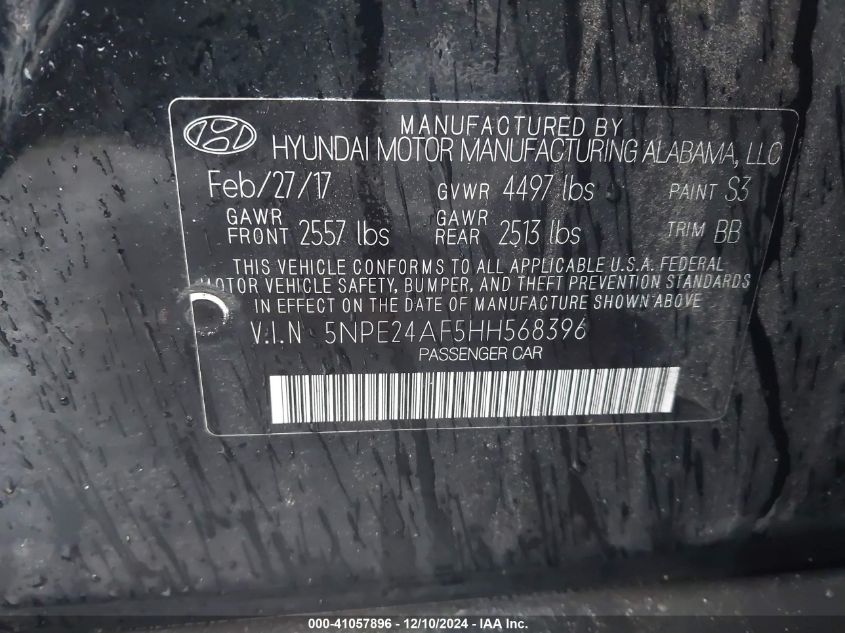 MANUFACTURED BY
HYUNDAI MOTOR MANUFACTURING ALABAMA, LLC
Feb/27/17 GVWR 4497 lbs PAINT S3
GAWR FRONT 2557 lbs GAWR REAR 2513 lbs TRIM BB
THIS VEHICLE CONFORMS TO ALL APPLICABLE U.S.A. FEDERAL
MOTOR VEHICLE SAFETY, BUMPER, AND THEFT PREVENTION STANDARDS
IN EFFECT ON THE DATE OF MANUFACTURE SHOWN ABOVE
V.I.N 5NPE24AF5HH568396
PASSENGER CAR
000-41057896 - 12/10/2024 - IAA Inc.